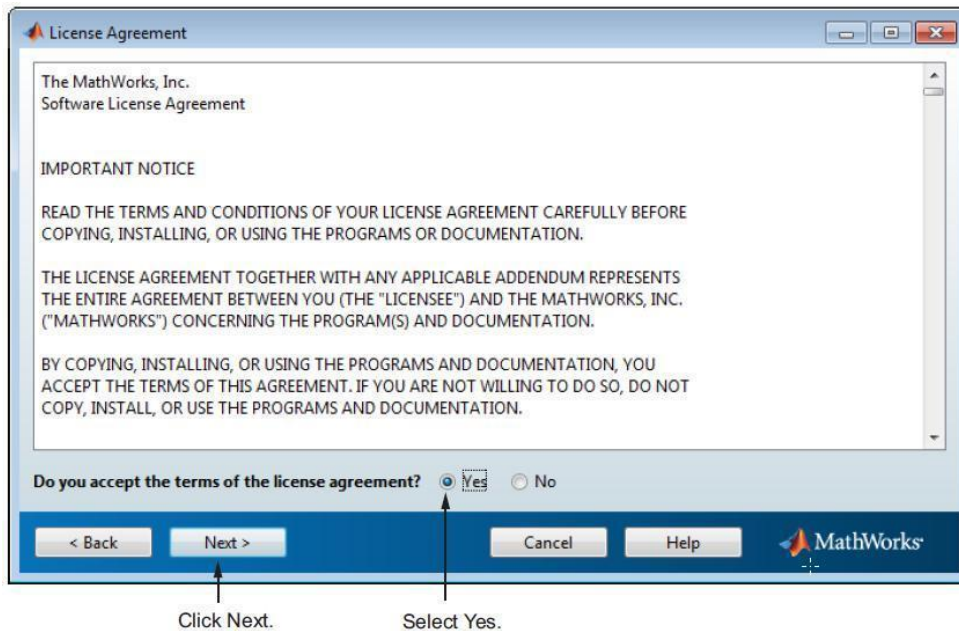 License Agreement
The MathWorks, Inc.
Software License Agreement
IMPORTANT NOTICE
READ THE TERMS AND CONDITIONS OF YOUR LICENSE AGREEMENT CAREFULLY BEFORE
COPYING, INSTALLING, OR USING THE PROGRAMS OR DOCUMENTATION.
THE LICENSE AGREEMENT TOGETHER WITH ANY APPLICABLE ADDENDUM REPRESENTS
THE ENTIRE AGREEMENT BETWEEN YOU (THE "LICENSEE") AND THE MATHWORKS, INC.
("MATHWORKS") CONCERNING THE PROGRAM(S) AND DOCUMENTATION.
BY COPYING, INSTALLING, OR USING THE PROGRAMS AND DOCUMENTATION, YOU
ACCEPT THE TERMS OF THIS AGREEMENT. IF YOU ARE NOT WILLING TO DO SO, DO NOT
COPY, INSTALL, OR USE THE PROGRAMS AND DOCUMENTATION.
Do you accept the terms of the license agreement? Yes No
< Back Next > Cancel Help MathWorks
Click Next. Select Yes.